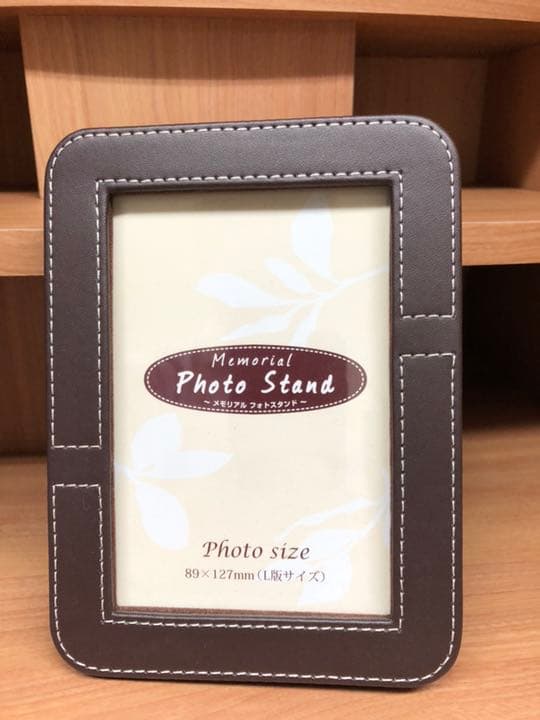 Memorial
Photo Stand
～メモリアル フォトスタンド～
Photo size
89×127mm(L版サイズ)